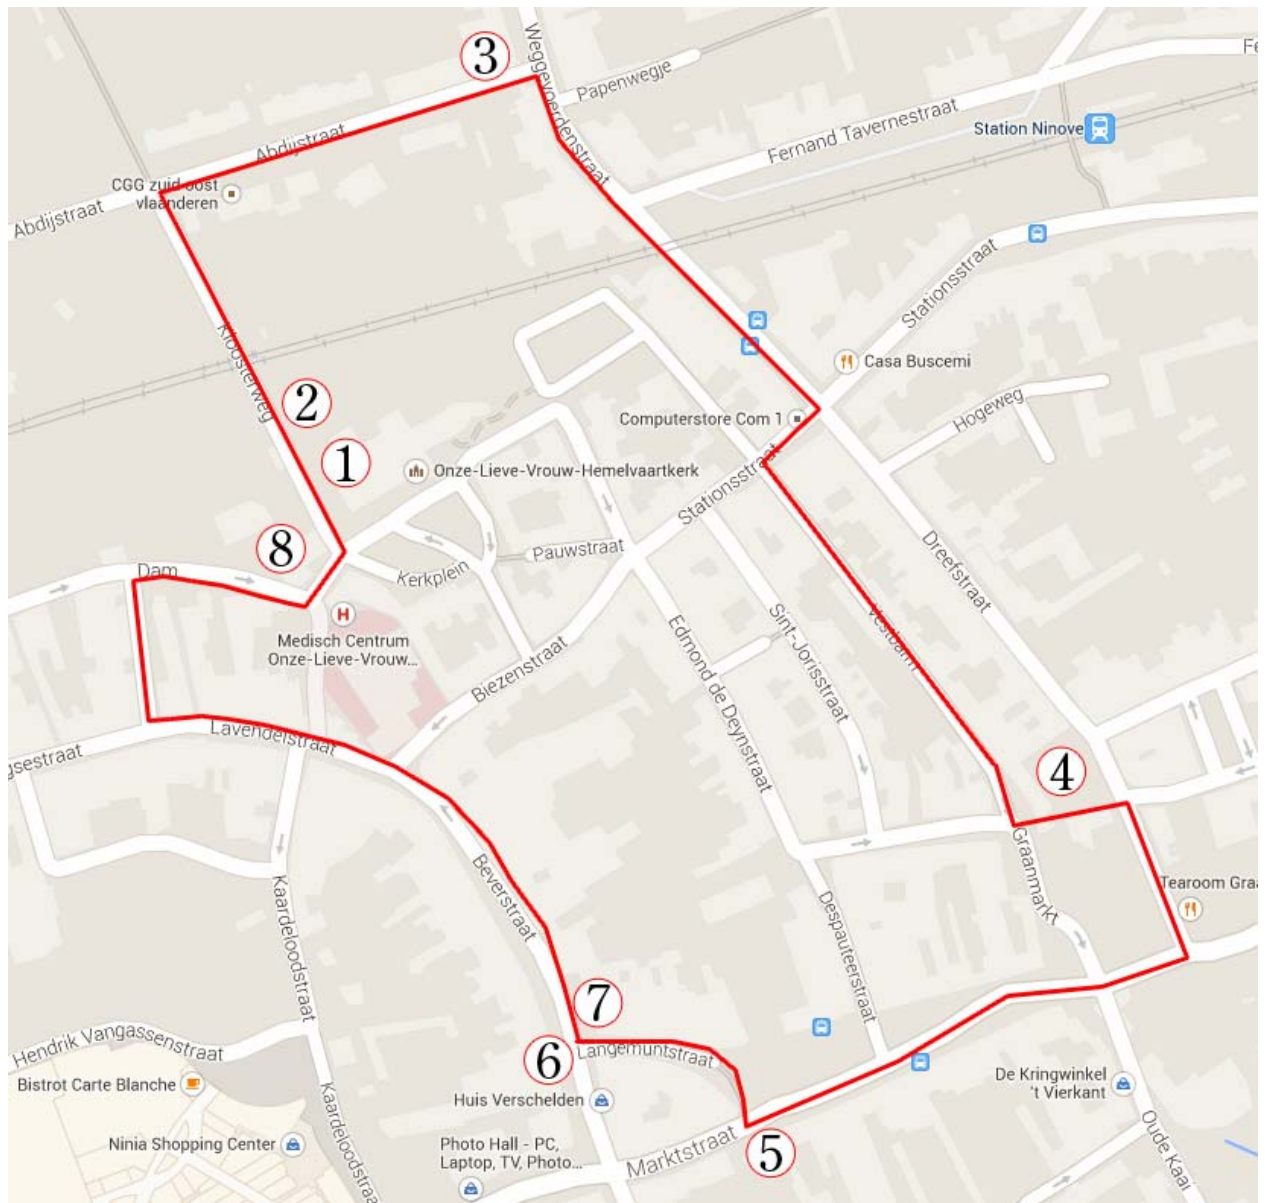 3
Weggevoerdenstraat
Papenwegje
Fe
Abdijstraat
Fernand Tavernestraat
Station Ninove
CGG zuid oost
vlaanderen
Abdijstraat
Stationsstraat
Kloosterweg
Casa Buscemi
2
Computerstore Com 1
Hogeweg
1
Onze-Lieve-Vrouw-Hemelvaartkerk
Stationsstraat
8
Pauwstraat
Dam
Kerkplein
Dreefstraat
Vestbarm
Sint-Jorisstraat
Medisch Centrum
Onze-Lieve-Vrouw...
Edmond de Deynstraat
Biezenstraat
Lavendelstraat
gsestraat
4
Graanmarkt
Beverstraat
Tearoom Graa
Kaardeloodstraat
Despauteerstraat
7
Hendrik Vangassenstraat
6
Langemuntstraat
Bistrot Carte Blanche
Kaardeloodstraat
Huis Verschelden
De Kringwinkel
't Vierkant
Ninia Shopping Center
Photo Hall - PC,
Laptop, TV, Photo...
Marktstraat
5
Oude Kaai